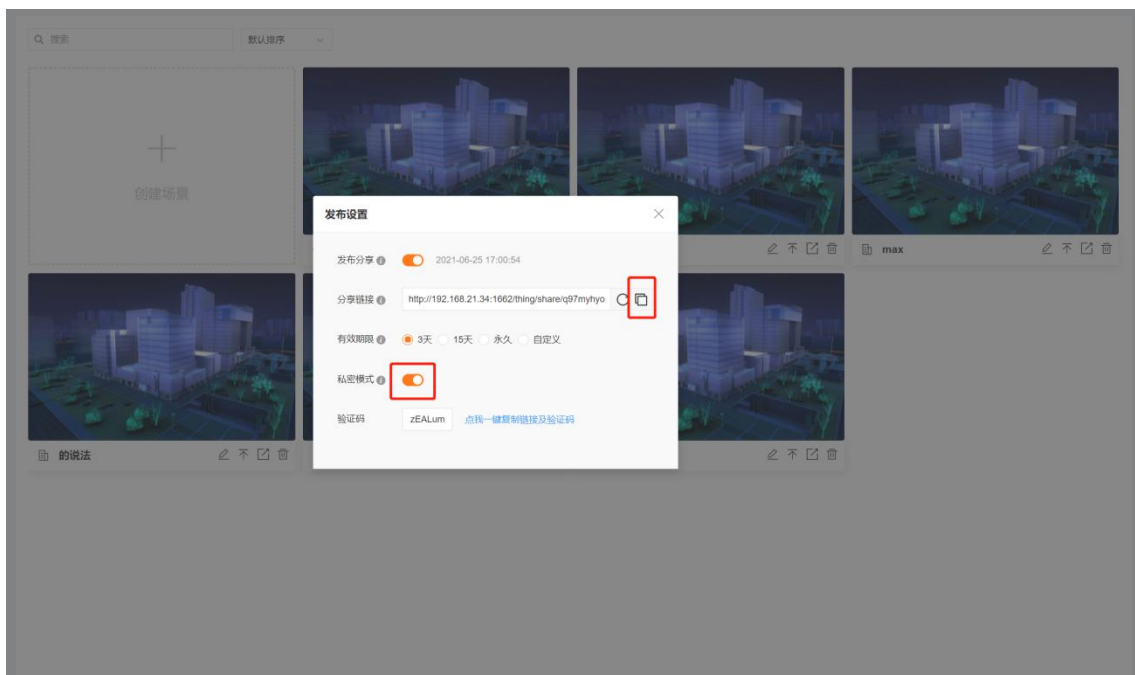 搜索
默认排序
创建场景
发布设置
发布分享
2021-06-25 17:00:54
分享链接
http://192.168.21.34:1662/thing/share/q97myhyo
有效期限
3天 15天 永久 自定义
私密模式
验证码
zEALum 点我一键复制链接及验证码
max
的说法